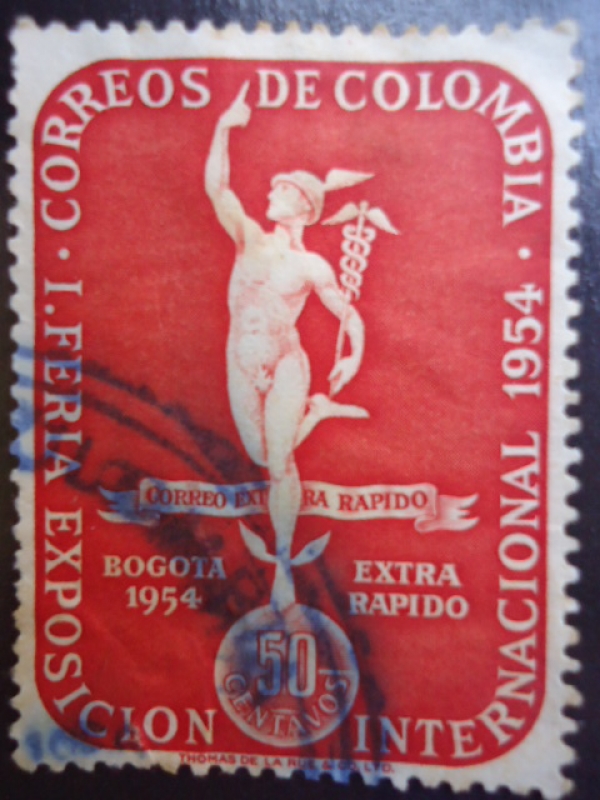 CORREOS DE COLOMBIA
I. FERIA EXPOSICION INTERNACIONAL 1954
CORREO EXTRA RAPIDO
BOGOTA
1954
EXTRA
RAPIDO
50
CENTAVOS
THOMAS DE LA RUE & CO. LTD.